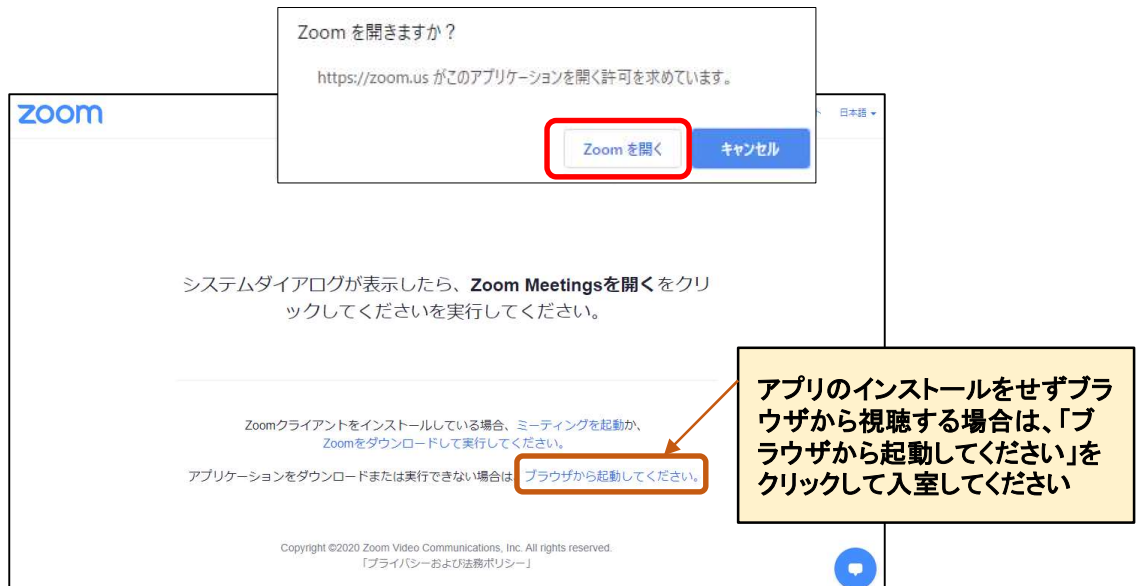 Zoom を開きますか？
https://zoom.us がこのアプリケーションを開く許可を求めています。
Zoom を開く
キャンセル
zoom
日本語
システムダイアログが表示したら、Zoom Meetingsを開くをクリ
ックしてくださいを実行してください。
Zoomクライアントをインストールしている場合、ミーティングを起動か、
Zoomをダウンロードして実行してください。
アプリケーションをダウンロードまたは実行できない場合は、ブラウザから起動してください。
アプリのインストールをせずブラ
ウザから視聴する場合は、「ブ
ラウザから起動してください」を
クリックして入室してください
Copyright ©2020 Zoom Video Communications, Inc. All rights reserved.
「プライバシーおよび法務ポリシー」